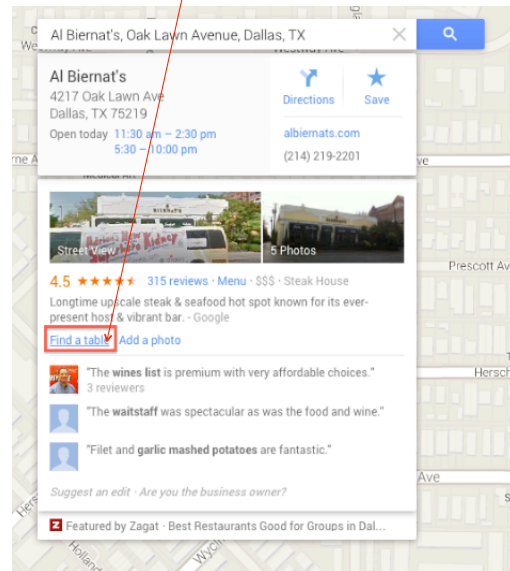 Al Biernat's, Oak Lawn Avenue, Dallas, TX
Al Biernat's
4217 Oak Lawn Ave
Dallas, TX 75219
Open today 11:30 am – 2:30 pm
5:30 – 10:00 pm
Directions Save
albiernats.com
(214) 219-2201
Street View
5 Photos
4.5 315 reviews · Menu · $$$ · Steak House
Longtime upscale steak & seafood hot spot known for its ever-
present host & vibrant bar. - Google
Find a table Add a photo
"The wines list is premium with very affordable choices."
3 reviewers
"The waitstaff was spectacular as was the food and wine."
"Filet and garlic mashed potatoes are fantastic."
Suggest an edit · Are you the business owner?
Z Featured by Zagat · Best Restaurants Good for Groups in Dal...
Prescott Av
Hersch
Ave
Holland